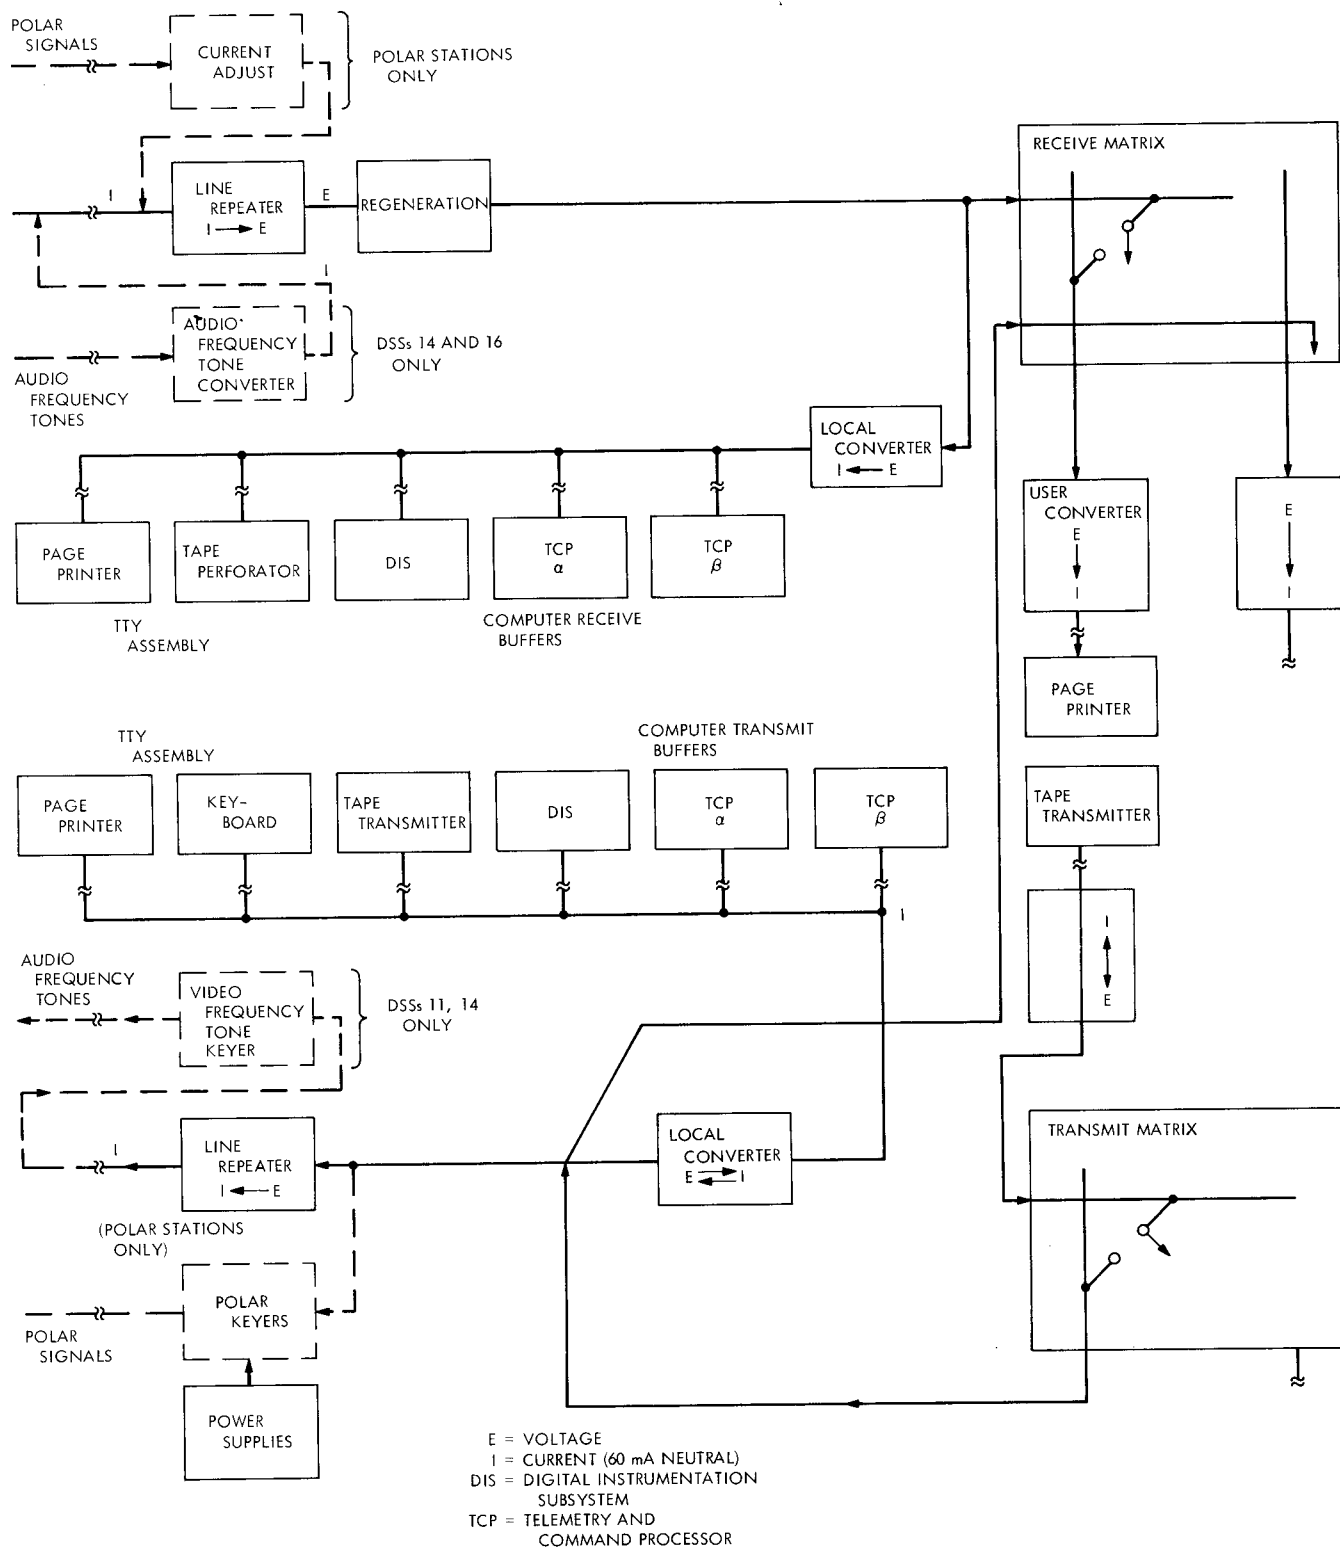 POLAR
SIGNALS
CURRENT
ADJUST
POLAR STATIONS
ONLY
RECEIVE MATRIX
I
LINE
REPEATER
I E
E
REGENERATION
I
AUDIO
FREQUENCY
TONE
CONVERTER
DSSs 14 AND 16
ONLY
AUDIO
FREQUENCY
TONES
LOCAL
CONVERTER
I E
USER
CONVERTER
E
I
E
I
PAGE
PRINTER
TAPE
PERFORATOR
DIS
TCP
α
TCP
β
TTY
ASSEMBLY
COMPUTER RECEIVE
BUFFERS
PAGE
PRINTER
TTY
ASSEMBLY
COMPUTER TRANSMIT
BUFFERS
PAGE
PRINTER
KEY-
BOARD
TAPE
TRANSMITTER
DIS
TCP
α
TCP
β
TAPE
TRANSMITTER
I
I
E
AUDIO
FREQUENCY
TONES
VIDEO
FREQUENCY
TONE
KEYER
DSSs 11, 14
ONLY
I
LINE
REPEATER
I E
LOCAL
CONVERTER
E I
TRANSMIT MATRIX
(POLAR STATIONS
ONLY)
POLAR
KEYERS
POLAR
SIGNALS
POWER
SUPPLIES
E = VOLTAGE
I = CURRENT (60 mA NEUTRAL)
DIS = DIGITAL INSTRUMENTATION
SUBSYSTEM
TCP = TELEMETRY AND
COMMAND PROCESSOR